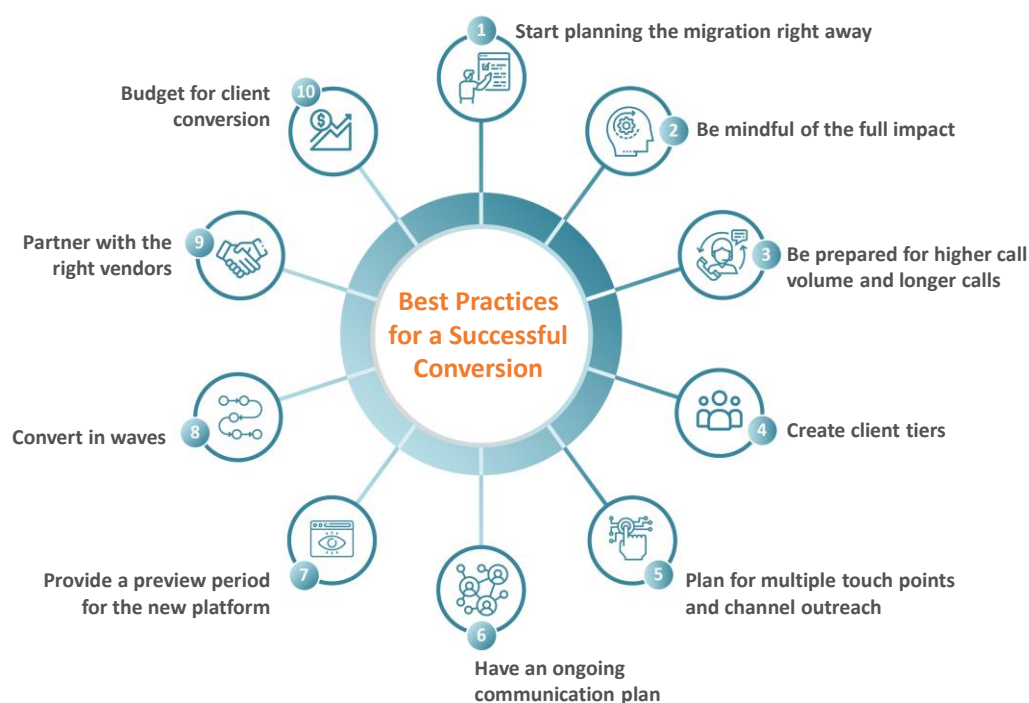 1
Start planning the migration right away
2
Be mindful of the full impact
3
Be prepared for higher call
volume and longer calls
4
Create client tiers
5
Plan for multiple touch points
and channel outreach
6
Have an ongoing
communication plan
7
Provide a preview period
for the new platform
8
Convert in waves
9
Partner with the
right vendors
10
Budget for client
conversion
$
Best Practices
for a Successful
Conversion